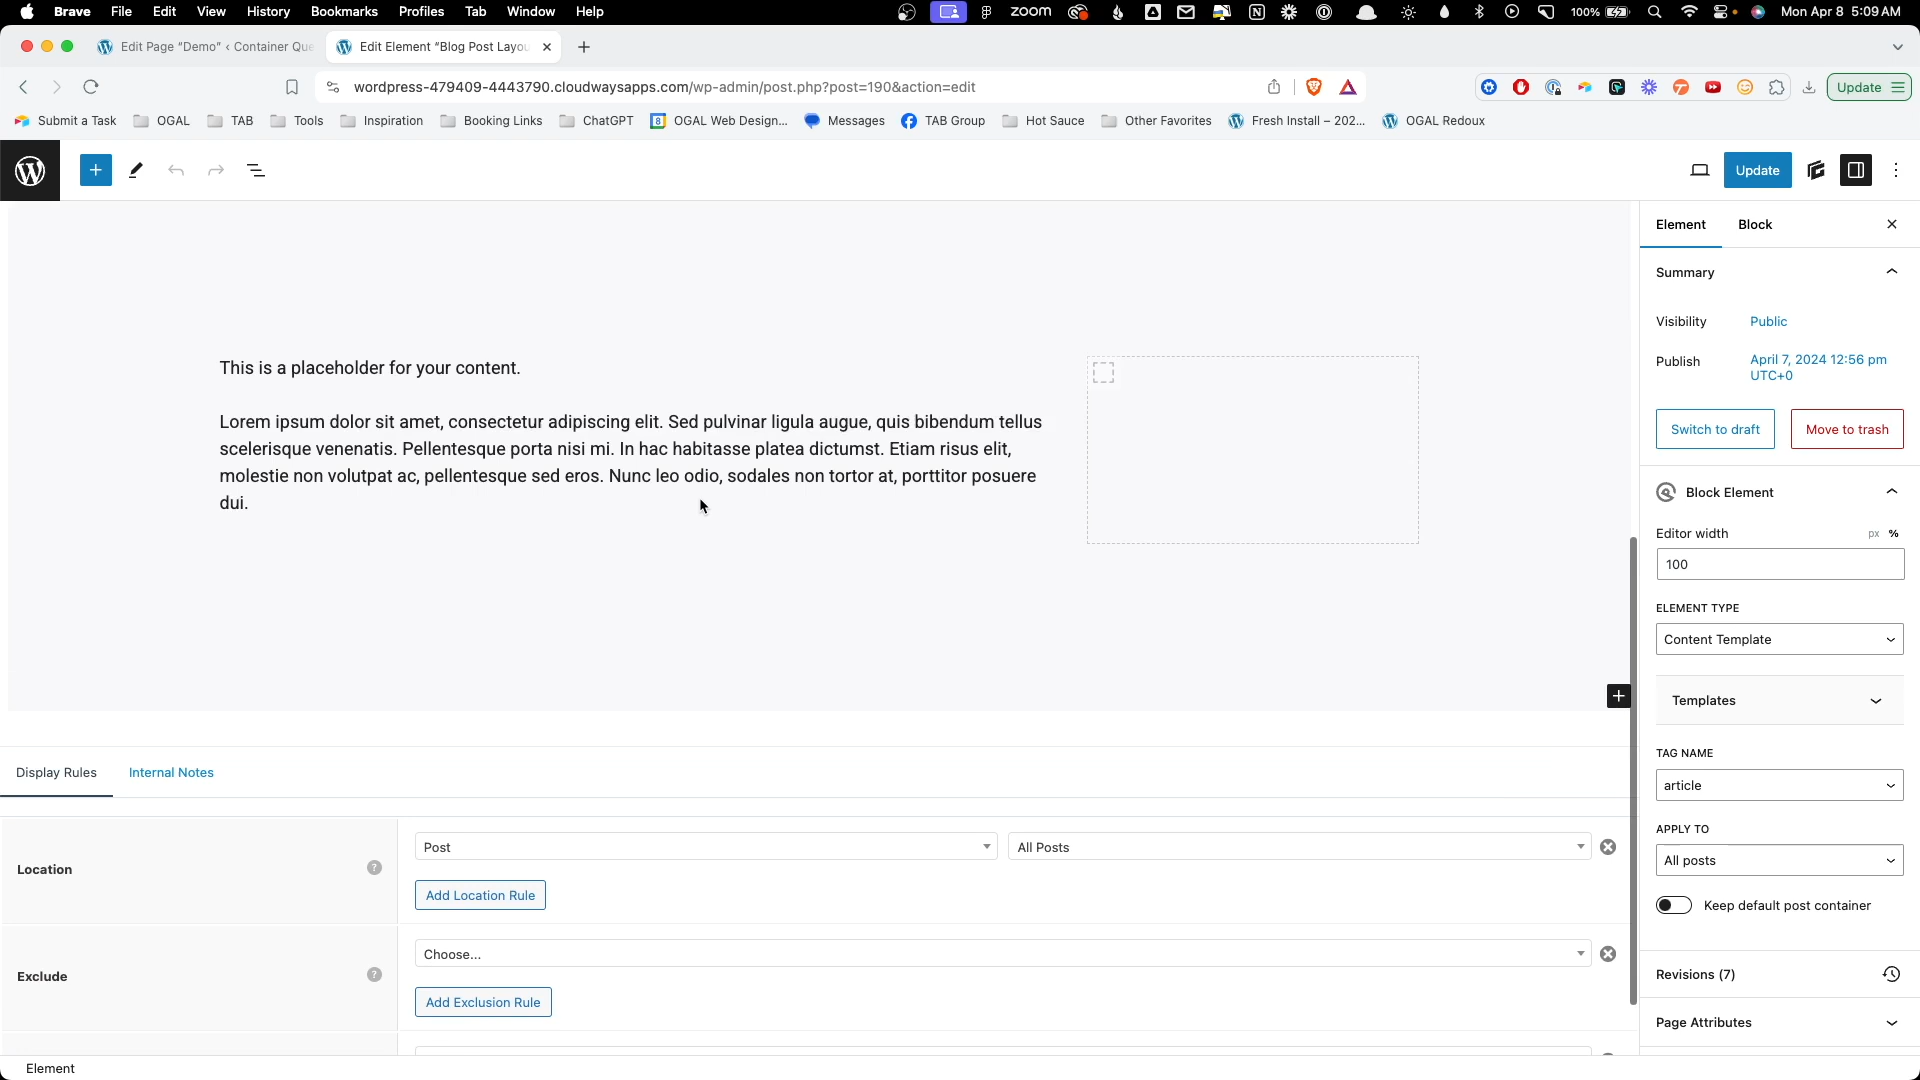 Brave File Edit View History Bookmarks Profiles Tab Window Help zoom 100% Mon Apr 8 5:09 AM
Edit Page “Demo” ‹ Container Que
Edit Element “Blog Post Layou
wordpress-479409-4443790.cloudwaysapps.com/wp-admin/post.php?post=190&action=edit
Update
Submit a Task OGAL TAB Tools Inspiration Booking Links ChatGPT OGAL Web Design... Messages TAB Group Hot Sauce Other Favorites Fresh Install – 202... OGAL Redoux
Update
Element Block
Summary
Visibility Public
Publish April 7, 2024 12:56 pm
UTC+0
Switch to draft Move to trash
Block Element
Editor width px %
100
ELEMENT TYPE
Content Template
Templates
TAG NAME
article
APPLY TO
All posts
Keep default post container
Revisions (7)
Page Attributes
This is a placeholder for your content.
Lorem ipsum dolor sit amet, consectetur adipiscing elit. Sed pulvinar ligula augue, quis bibendum tellus
scelerisque venenatis. Pellentesque porta nisi mi. In hac habitasse platea dictumst. Etiam risus elit,
molestie non volutpat ac, pellentesque sed eros. Nunc leo odio, sodales non tortor at, porttitor posuere
dui.
Display Rules Internal Notes
Location ? Post All Posts
Add Location Rule
Exclude ? Choose...
Add Exclusion Rule
Element